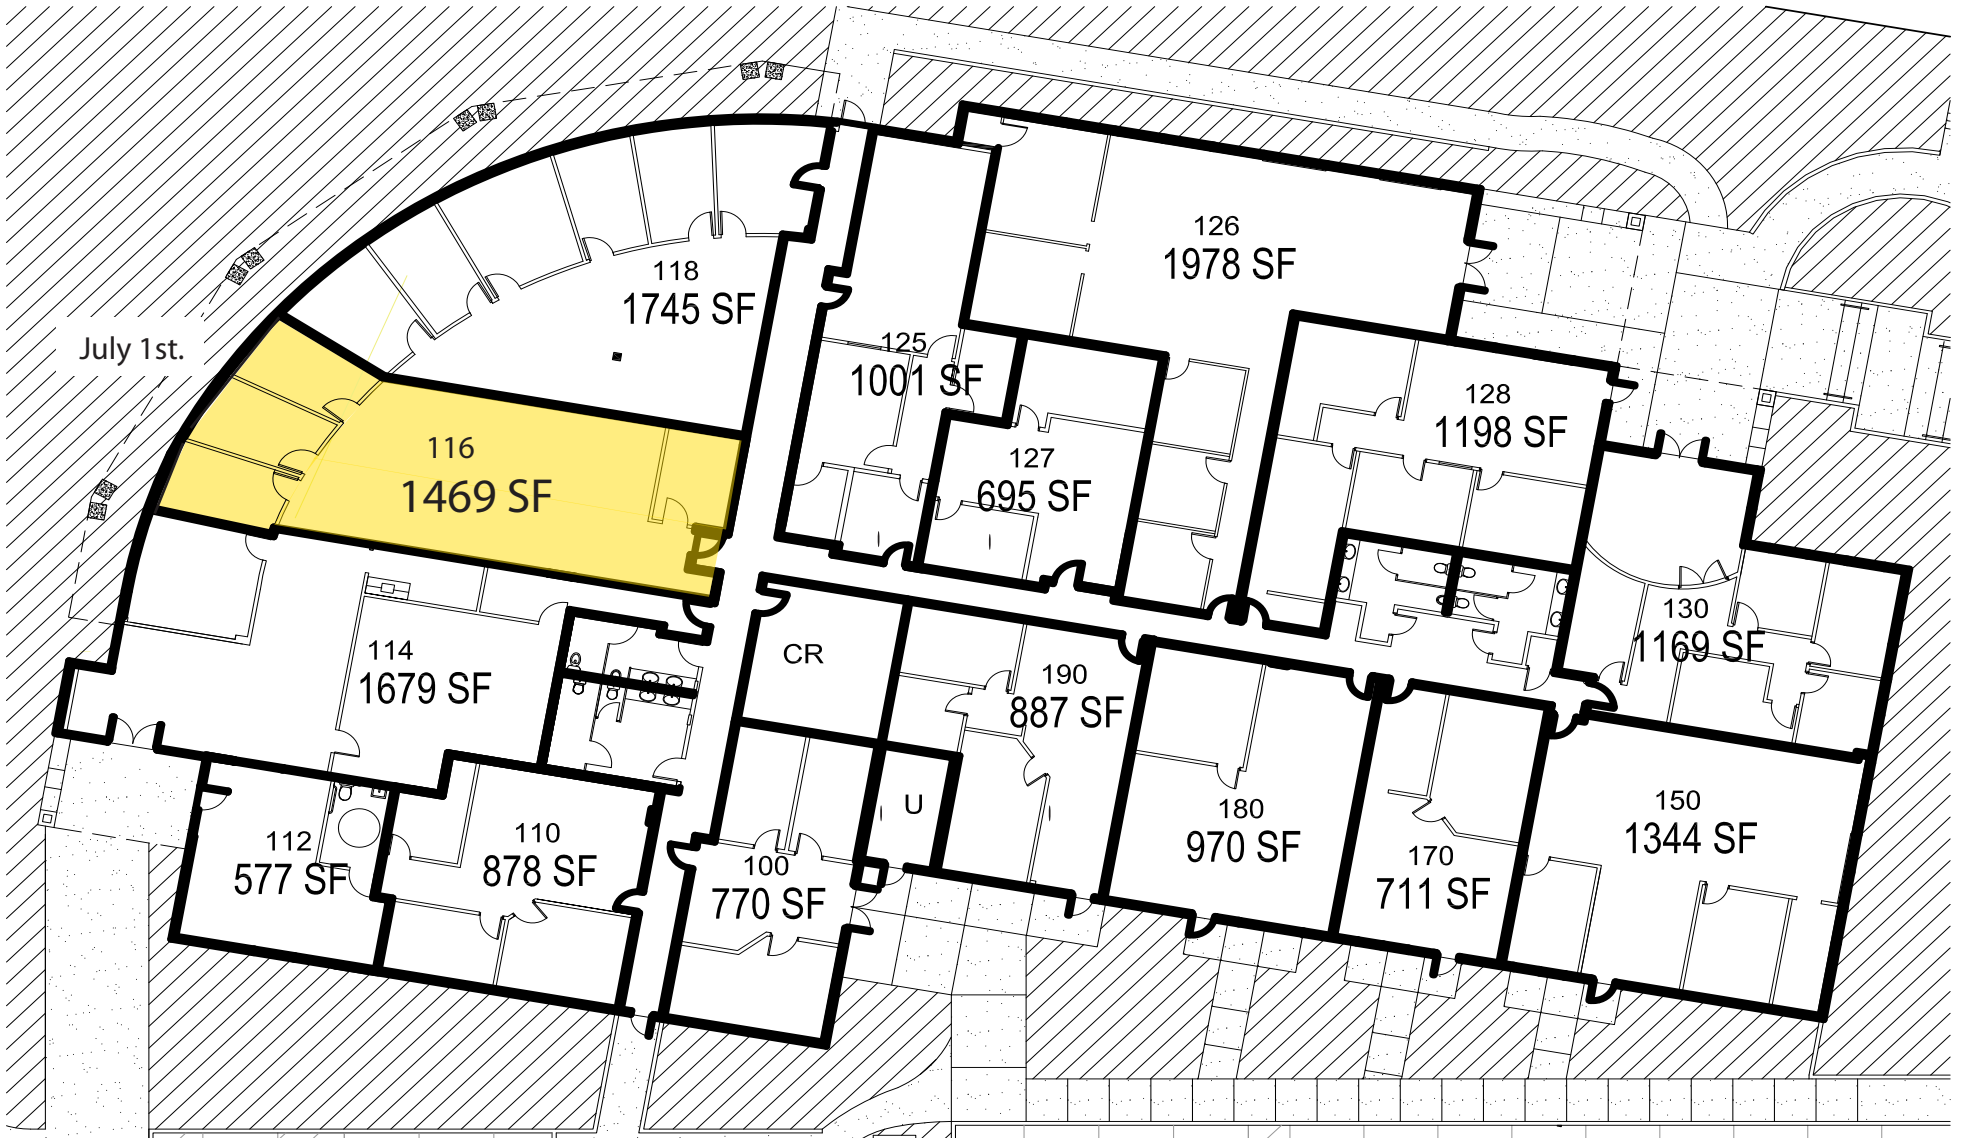 July 1st.
118
1745 SF
116
1469 SF
114
1679 SF
112
577 SF
110
878 SF
125
1001 SF
126
1978 SF
127
695 SF
128
1198 SF
130
1169 SF
CR
190
887 SF
U
100
770 SF
180
970 SF
170
711 SF
150
1344 SF